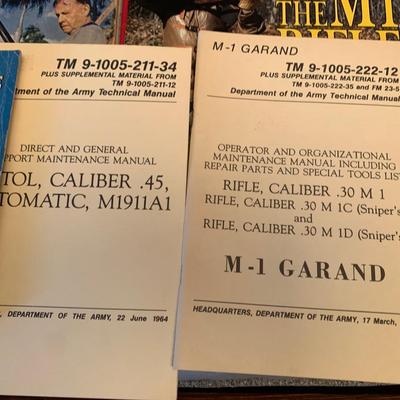 THE M1
RIFLE
TM 9-1005-211-34
PLUS SUPPLEMENTAL MATERIAL FROM
TM 9-1005-211-12
Department of the Army Technical Manual
DIRECT AND GENERAL
PPORT MAINTENANCE MANUAL
TOL, CALIBER .45,
TOMATIC, M1911A1
, DEPARTMENT OF THE ARMY, 22 June 1964
M-1 GARAND
TM 9-1005-222-12
PLUS SUPPLEMENTAL MATERIAL FROM
TM 9-1005-222-35 and FM 23-5
Department of the Army Technical Manual
OPERATOR AND ORGANIZATIONAL
MAINTENANCE MANUAL INCLUDING
REPAIR PARTS AND SPECIAL TOOLS LIST
RIFLE, CALIBER .30 M 1
RIFLE, CALIBER .30 M 1C (Sniper's
and
RIFLE, CALIBER .30 M 1D (Sniper's
M-1 GARAND
HEADQUARTERS, DEPARTMENT OF THE ARMY, 17 March,